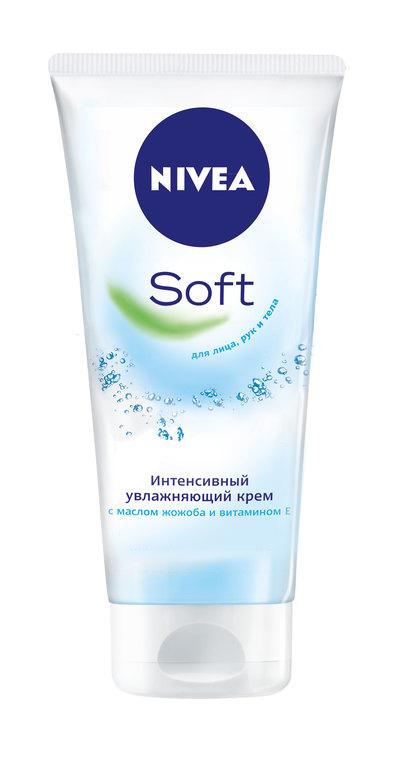 NIVEA
Soft
для лица, рук и тела
Интенсивный
увлажняющий крем
с маслом жожоба и витамином Е